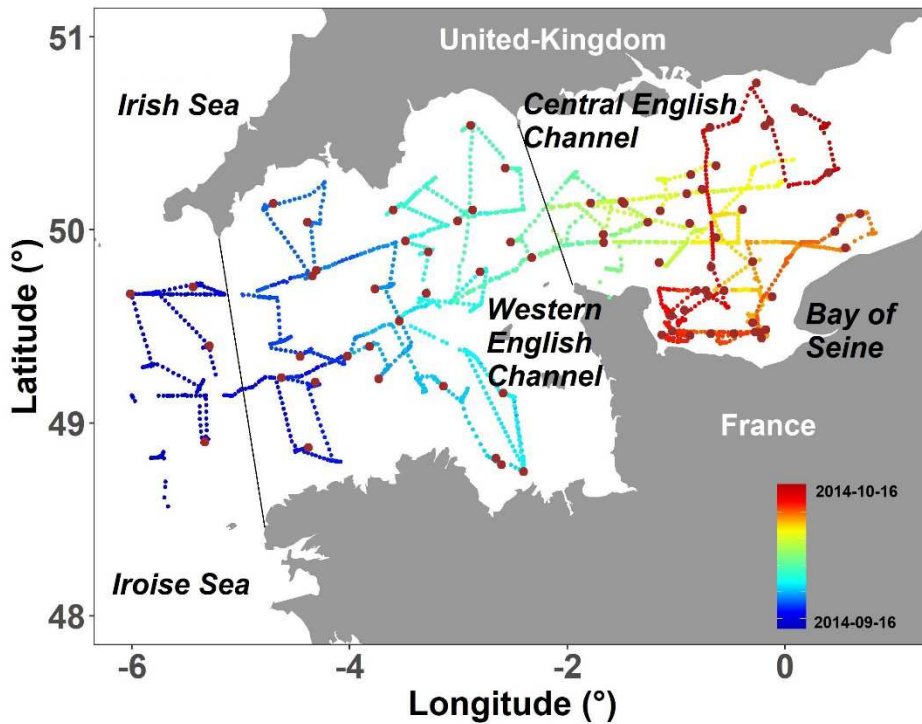 51
United-Kingdom
Irish Sea
Central English
Channel
50
Western
English
Channel
Bay of
Seine
49
France
2014-10-16
Iroise Sea
48
2014-09-16
Latitude (°)
-6
-4
-2
0
Longitude (°)